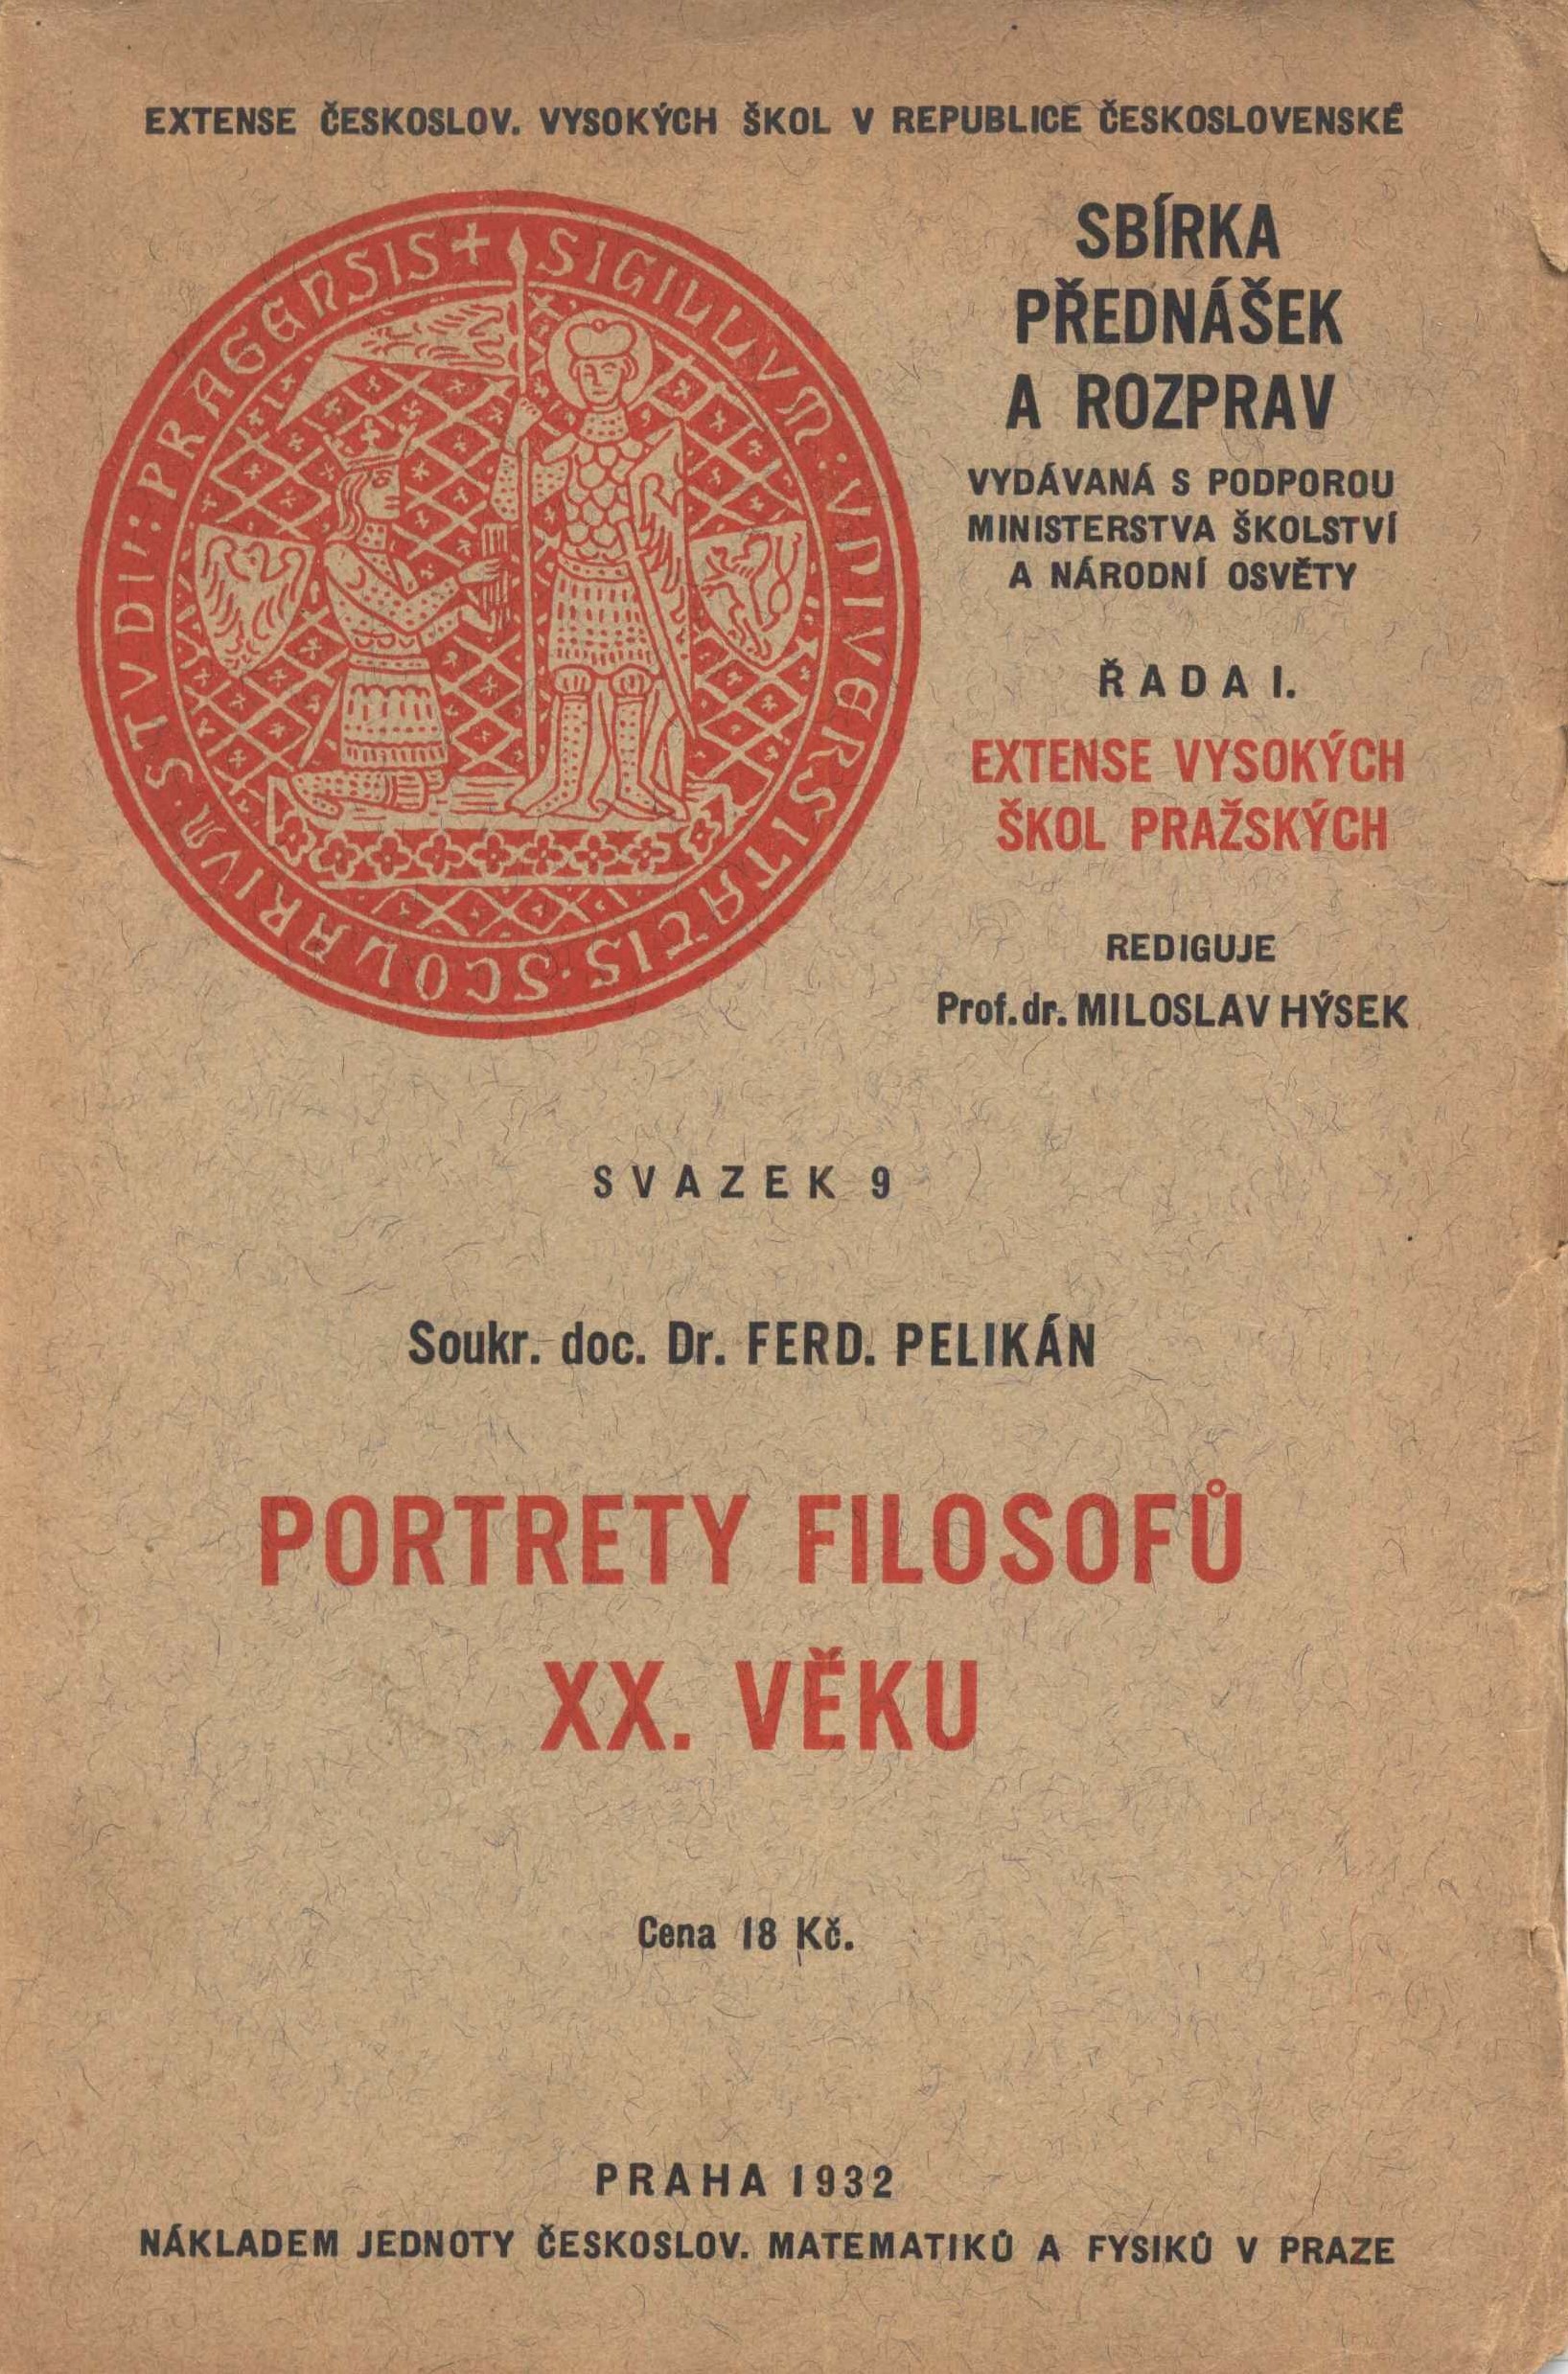 EXTENSE ČESKOSLOV. VYSOKÝCH ŠKOL V REPUBLICE ČESKOSLOVENSKÉ
SIGILLVM : VNIVERSITATIS · SCOLARIVM · STVDII : PRAGENSIS +
SBÍRKA
PŘEDNÁŠEK
A ROZPRAV
VYDÁVANÁ S PODPOROU
MINISTERSTVA ŠKOLSTVÍ
A NÁRODNÍ OSVĚTY
ŘADA I.
EXTENSE VYSOKÝCH
ŠKOL PRAŽSKÝCH
REDIGUJE
Prof. dr. MILOSLAV HÝSEK
SVAZEK 9
Soukr. doc. Dr. FERD. PELIKÁN
PORTRETY FILOSOFŮ
XX. VĚKU
Cena 18 Kč.
PRAHA 1932
NÁKLADEM JEDNOTY ČESKOSLOV. MATEMATIKŮ A FYSIKŮ V PRAZE